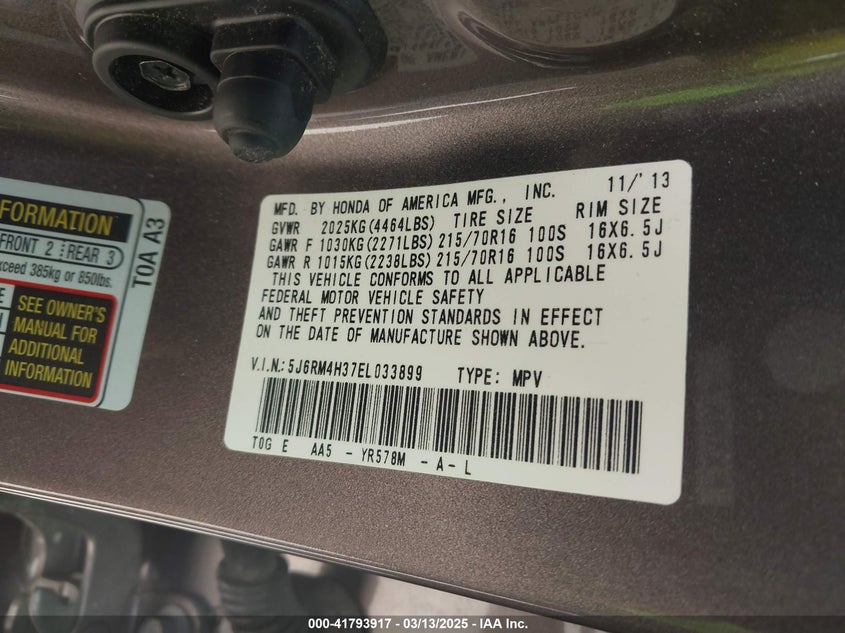 FORMATION
FRONT 2 REAR 3
xceed 385kg or 850lbs.
SEE OWNER'S
MANUAL FOR
ADDITIONAL
INFORMATION
T0A A3
MFD. BY HONDA OF AMERICA MFG., INC. 11/'13
GVWR 2025KG(4464LBS) TIRE SIZE RIM SIZE
GAWR F 1030KG(2271LBS) 215/70R16 100S 16X6.5J
GAWR R 1015KG(2238LBS) 215/70R16 100S 16X6.5J
THIS VEHICLE CONFORMS TO ALL APPLICABLE
FEDERAL MOTOR VEHICLE SAFETY
AND THEFT PREVENTION STANDARDS IN EFFECT
ON THE DATE OF MANUFACTURE SHOWN ABOVE.
V.I.N.:5J6RM4H37EL033899 TYPE: MPV
T0G E AA5 - YR578M - A - L
000-41793917 — 03/13/2025 — IAA Inc.